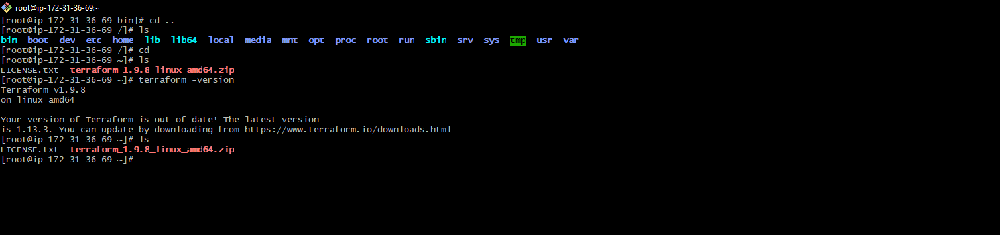 root@ip-172-31-36-69:~
[root@ip-172-31-36-69 bin]# cd ..
[root@ip-172-31-36-69 /]# ls
bin boot dev etc home lib lib64 local media mnt opt proc root run sbin srv sys tmp usr var
[root@ip-172-31-36-69 /]# cd
[root@ip-172-31-36-69 ~]# ls
LICENSE.txt terraform_1.9.8_linux_amd64.zip
[root@ip-172-31-36-69 ~]# terraform -version
Terraform v1.9.8
on linux_amd64
Your version of Terraform is out of date! The latest version
is 1.13.3. You can update by downloading from https://www.terraform.io/downloads.html
[root@ip-172-31-36-69 ~]# ls
LICENSE.txt terraform_1.9.8_linux_amd64.zip
[root@ip-172-31-36-69 ~]#